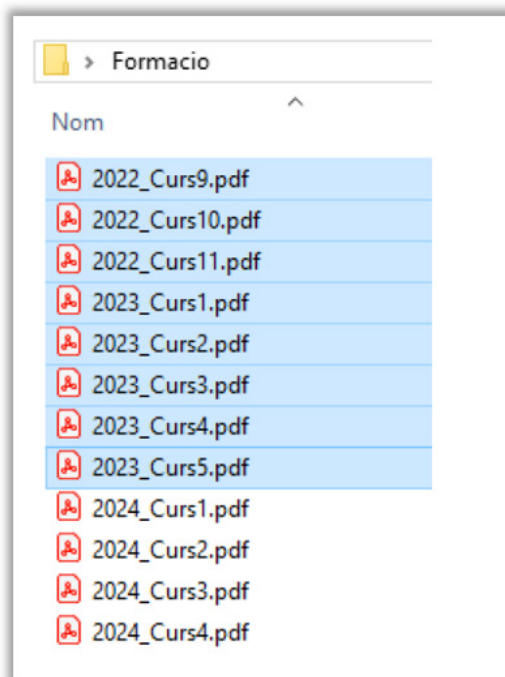 Formacio
Nom
2022_Curs9.pdf
2022_Curs10.pdf
2022_Curs11.pdf
2023_Curs1.pdf
2023_Curs2.pdf
2023_Curs3.pdf
2023_Curs4.pdf
2023_Curs5.pdf
2024_Curs1.pdf
2024_Curs2.pdf
2024_Curs3.pdf
2024_Curs4.pdf